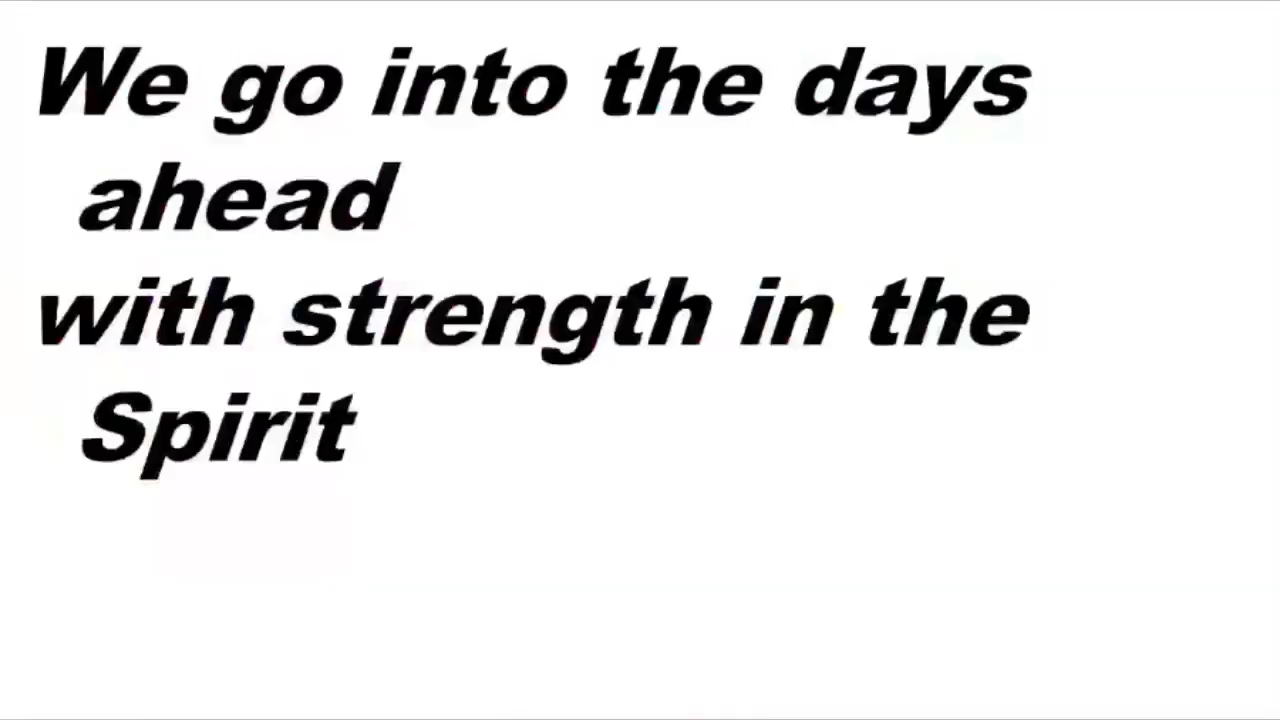 We go into the days
ahead
with strength in the
Spirit